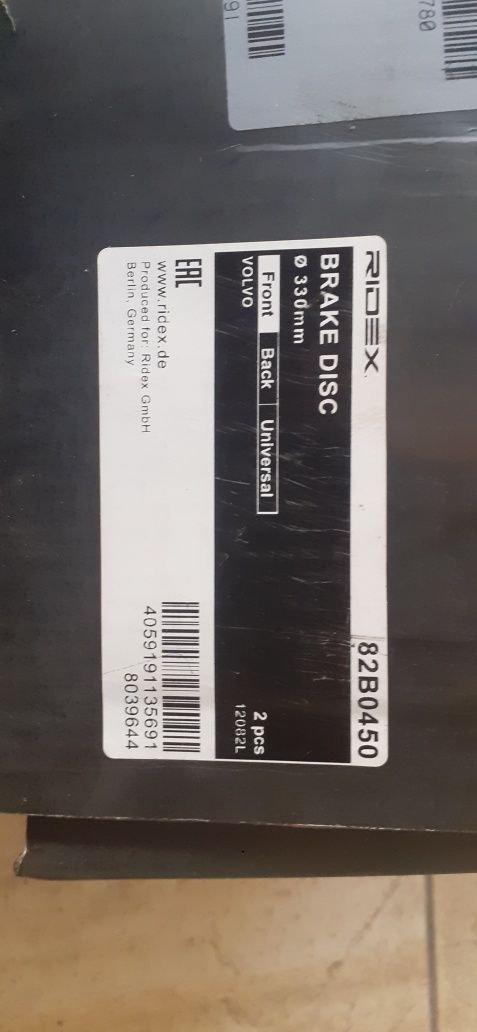 RIDEX
82B0450
BRAKE DISC
Ø 330mm
Front Back Universal
VOLVO
2 pcs
12082L
EAC
www.ridex.de
Produced for: Ridex GmbH
Berlin, Germany
4059191135691
8039644
780